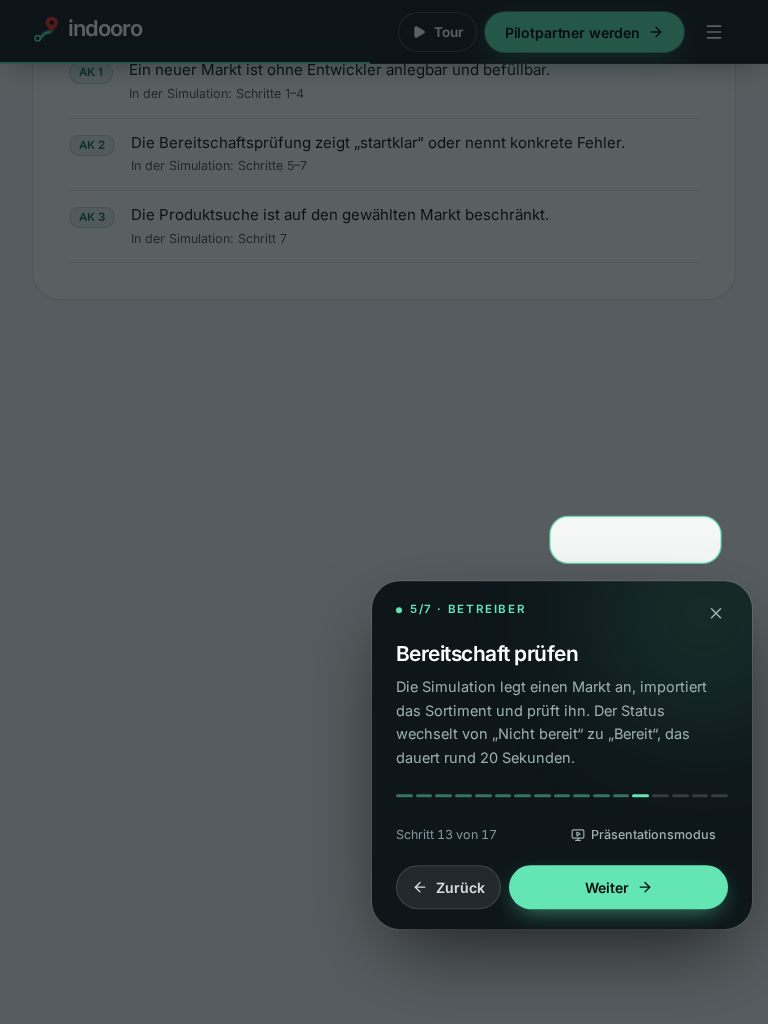 indooro
Tour
Pilotpartner werden
AK 1
Ein neuer Markt ist ohne Entwickler anlegbar und befüllbar.
In der Simulation: Schritte 1–4
AK 2
Die Bereitschaftsprüfung zeigt „startklar“ oder nennt konkrete Fehler.
In der Simulation: Schritte 5–7
AK 3
Die Produktsuche ist auf den gewählten Markt beschränkt.
In der Simulation: Schritt 7
5/7 · BETREIBER
Bereitschaft prüfen
Die Simulation legt einen Markt an, importiert
das Sortiment und prüft ihn. Der Status
wechselt von „Nicht bereit“ zu „Bereit“, das
dauert rund 20 Sekunden.
Schritt 13 von 17
Präsentationsmodus
Zurück
Weiter